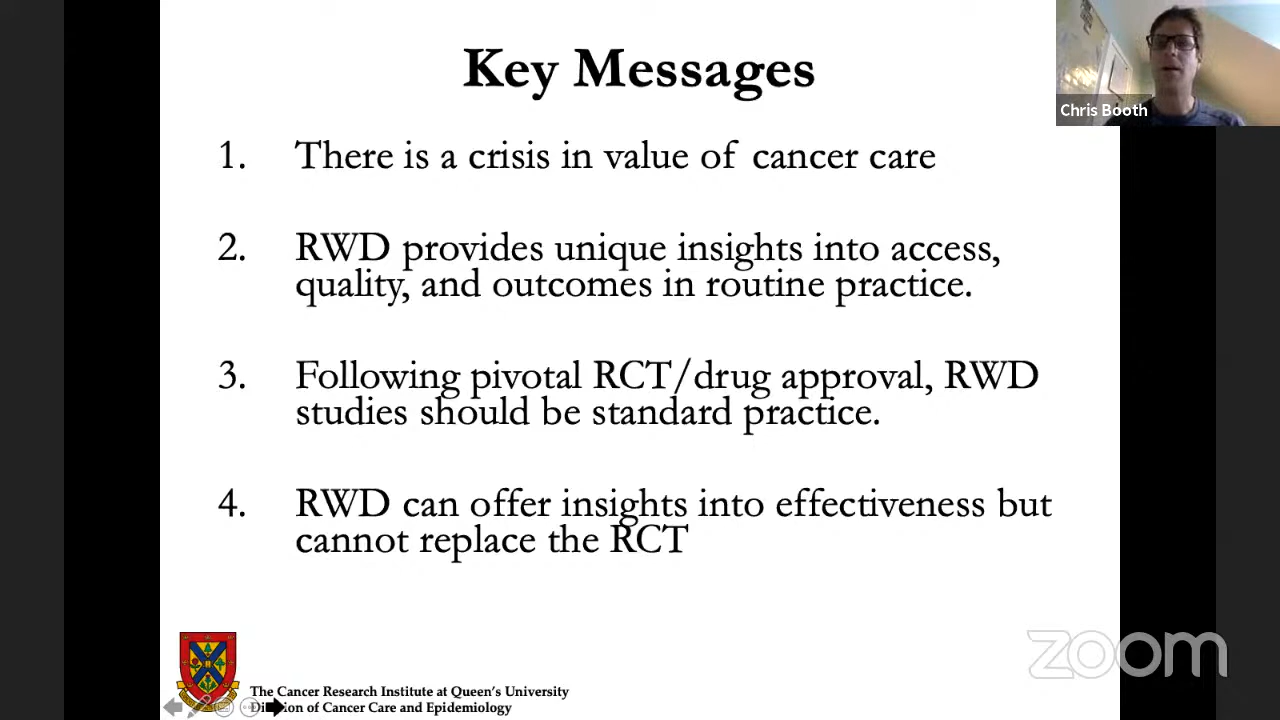 Key Messages
Chris Booth
1. There is a crisis in value of cancer care
2. RWD provides unique insights into access,
quality, and outcomes in routine practice.
3. Following pivotal RCT/drug approval, RWD
studies should be standard practice.
4. RWD can offer insights into effectiveness but
cannot replace the RCT
zoom
The Cancer Research Institute at Queen's University
Division of Cancer Care and Epidemiology